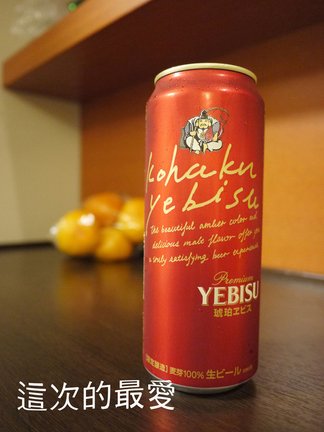 kohaku
yebisu
The beautiful amber color and
delicious malt flavor offer you
a truly satisfying beer experience
Premium
YEBISU
琥珀ヱビス
麦芽100% 生ビール
這次的最愛